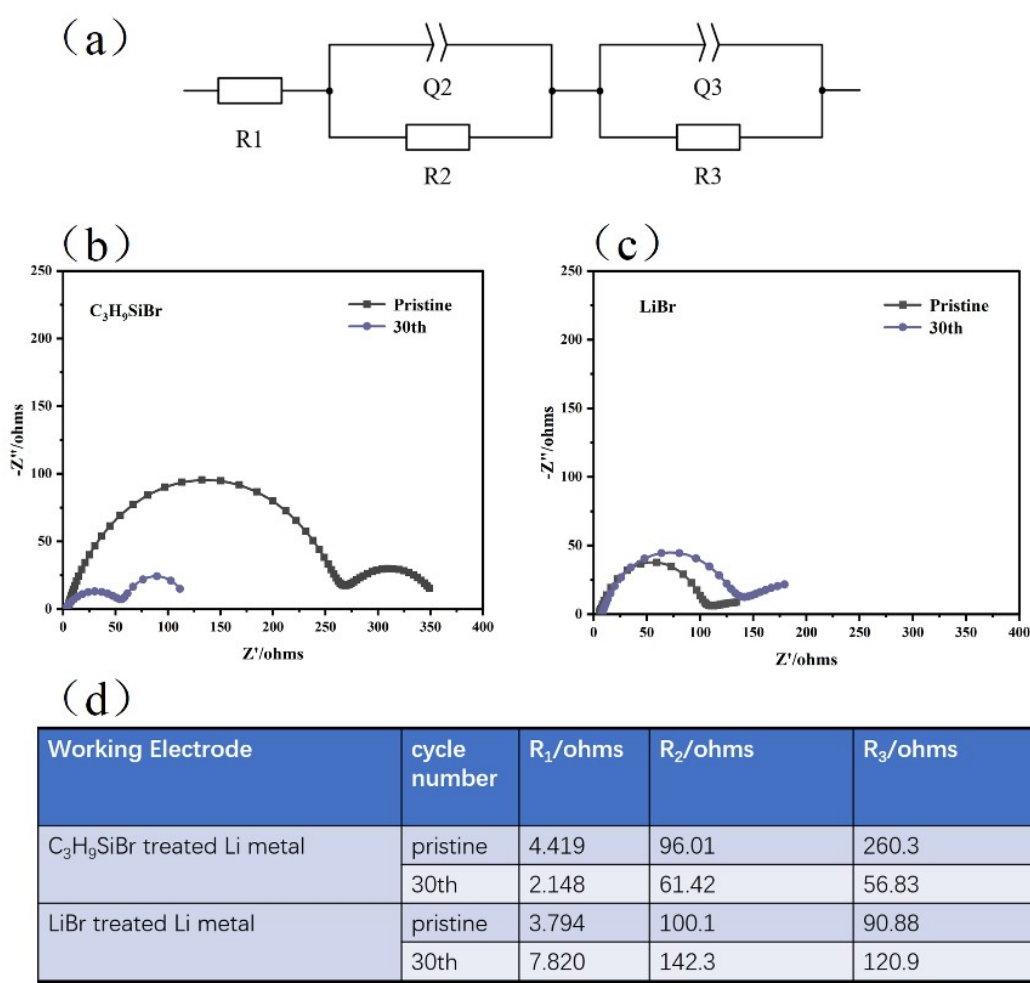 (a)
Q2
Q3
R1
R2
R3
(b)
250
200
150
100
50
0
-Z''/ohms
C₃H₉SiBr
Pristine
30th
0 50 100 150 200 250 300 350 400
Z'/ohms
(c)
250
200
150
100
50
0
-Z''/ohms
LiBr
Pristine
30th
0 50 100 150 200 250 300 350 400
Z'/ohms
(d)
Working Electrode cycle number R₁/ohms R₂/ohms R₃/ohms
C₃H₉SiBr treated Li metal pristine 4.419 96.01 260.3
30th 2.148 61.42 56.83
LiBr treated Li metal pristine 3.794 100.1 90.88
30th 7.820 142.3 120.9